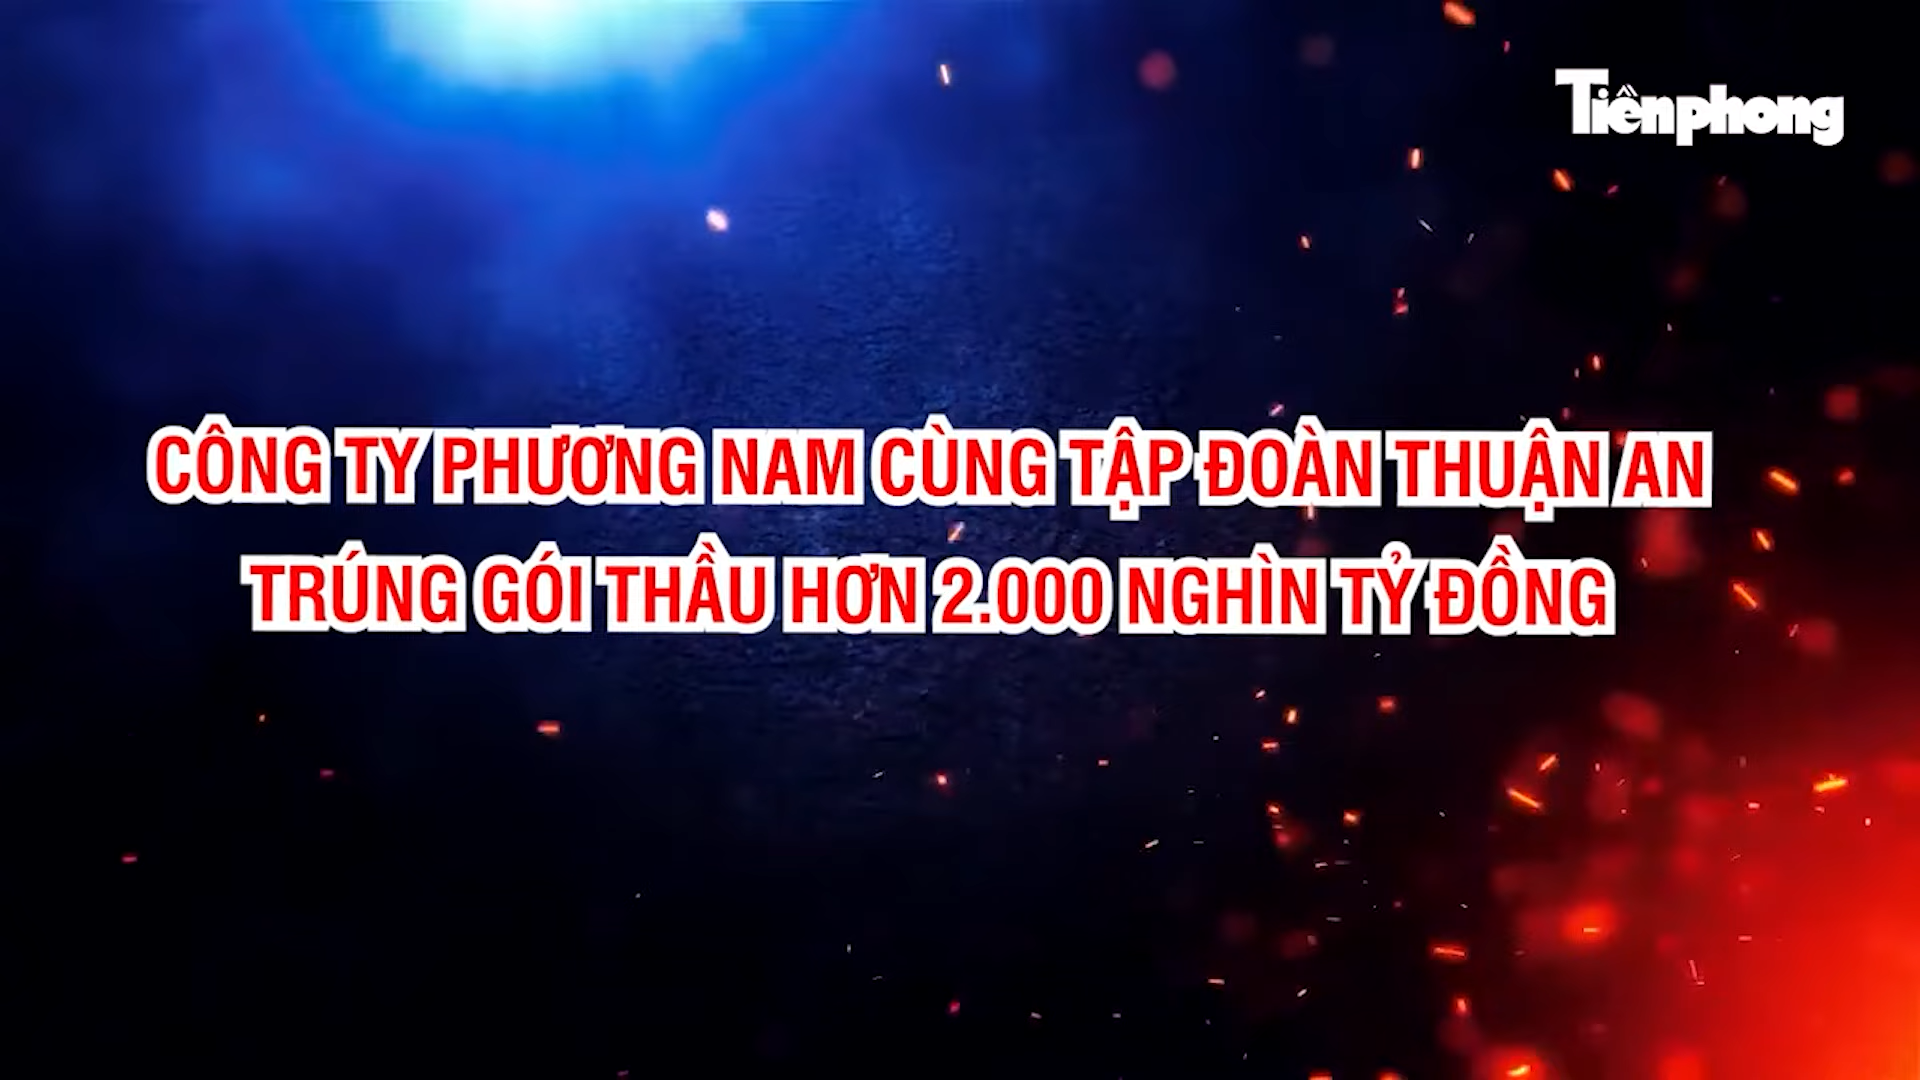 Tiềnphong
CÔNG TY PHƯƠNG NAM CÙNG TẬP ĐOÀN THUẬN AN
TRÚNG GÓI THẦU HƠN 2.000 NGHÌN TỶ ĐỒNG